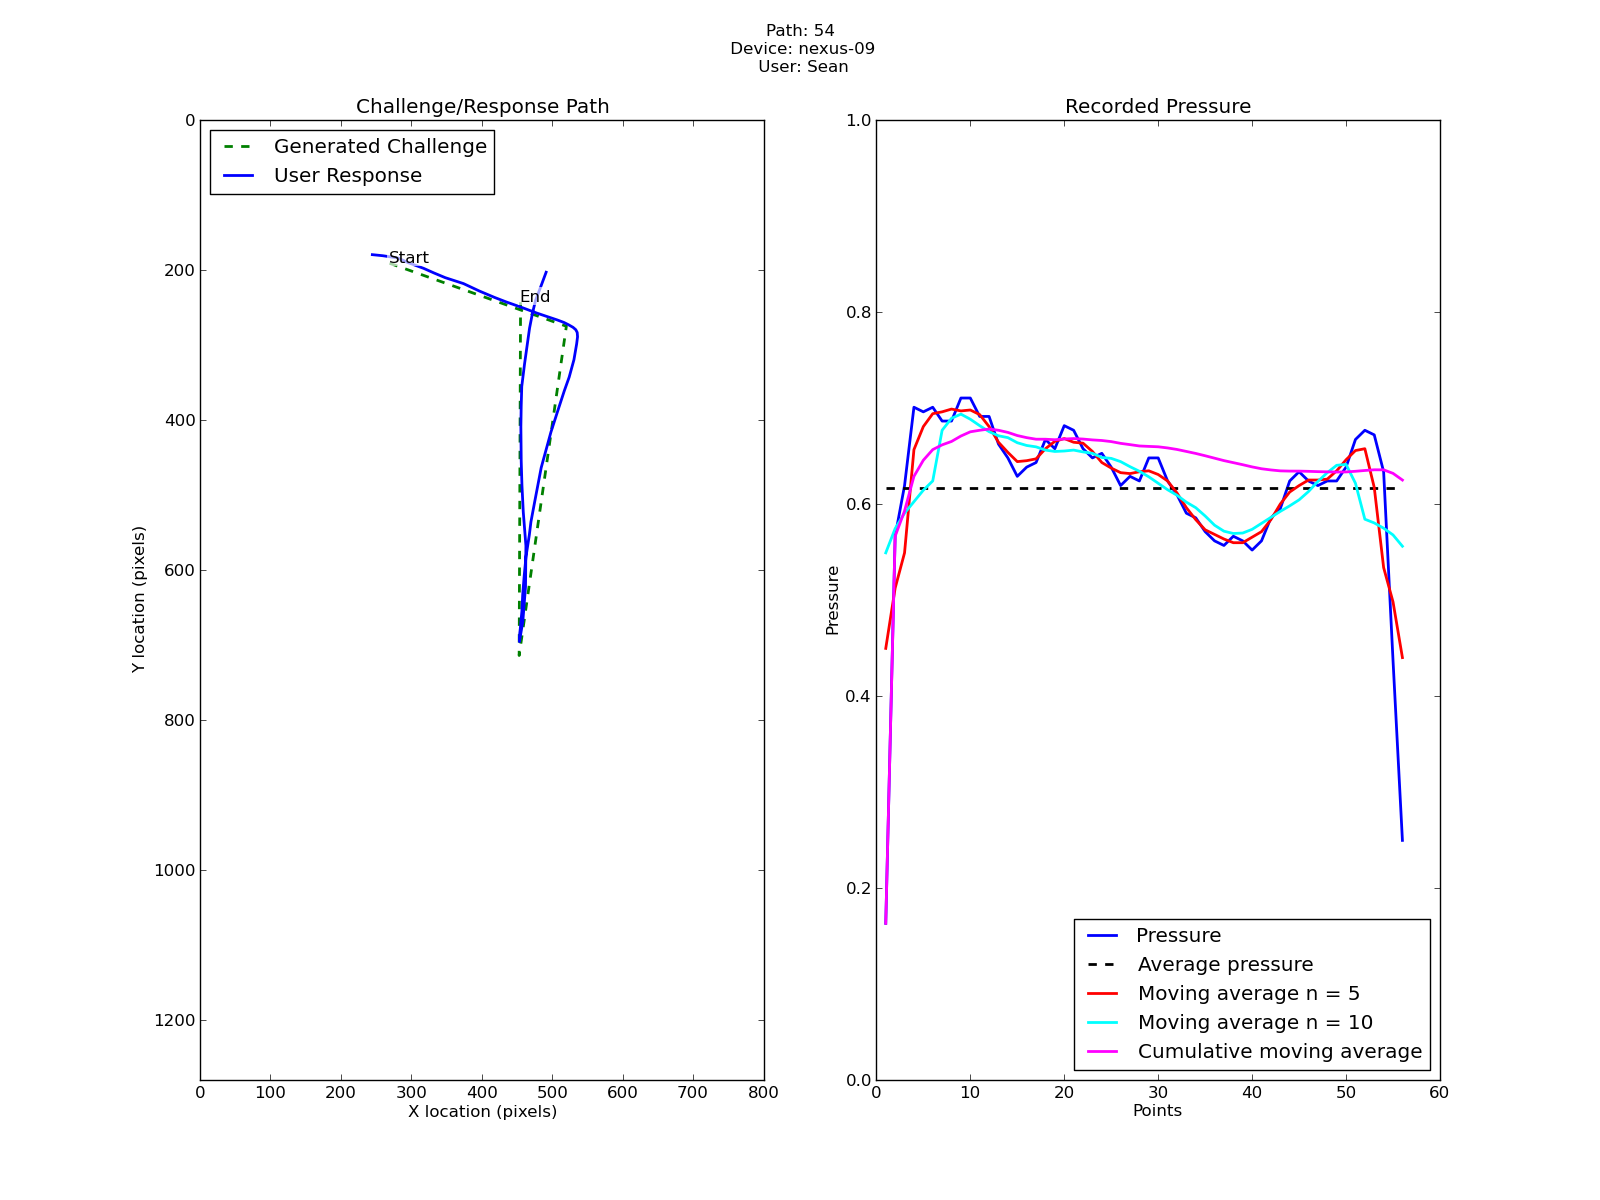 Path: 54
Device: nexus-09
User: Sean
Challenge/Response Path
Generated Challenge
User Response
Start
End
0
200
400
600
800
1000
1200
Y location (pixels)
0 100 200 300 400 500 600 700 800
X location (pixels)
Recorded Pressure
1.0
0.8
0.6
0.4
0.2
0.0
Pressure
Pressure
Average pressure
Moving average n = 5
Moving average n = 10
Cumulative moving average
0 10 20 30 40 50 60
Points